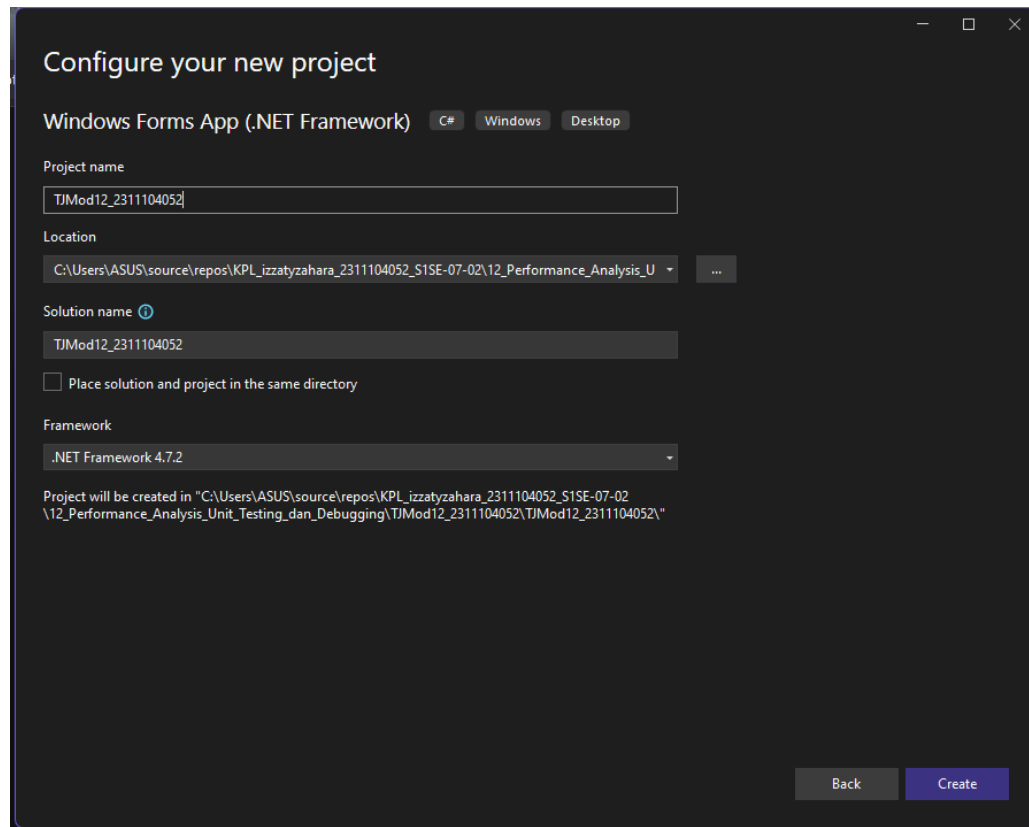 Configure your new project
Windows Forms App (.NET Framework) C# Windows Desktop
Project name
TJMod12_2311104052
Location
C:\Users\ASUS\source\repos\KPL_izzatyzahara_2311104052_S1SE-07-02\12_Performance_Analysis_U ...
Solution name
TJMod12_2311104052
Place solution and project in the same directory
Framework
.NET Framework 4.7.2
Project will be created in "C:\Users\ASUS\source\repos\KPL_izzatyzahara_2311104052_S1SE-07-02
\12_Performance_Analysis_Unit_Testing_dan_Debugging\TJMod12_2311104052\TJMod12_2311104052\"
Back Create